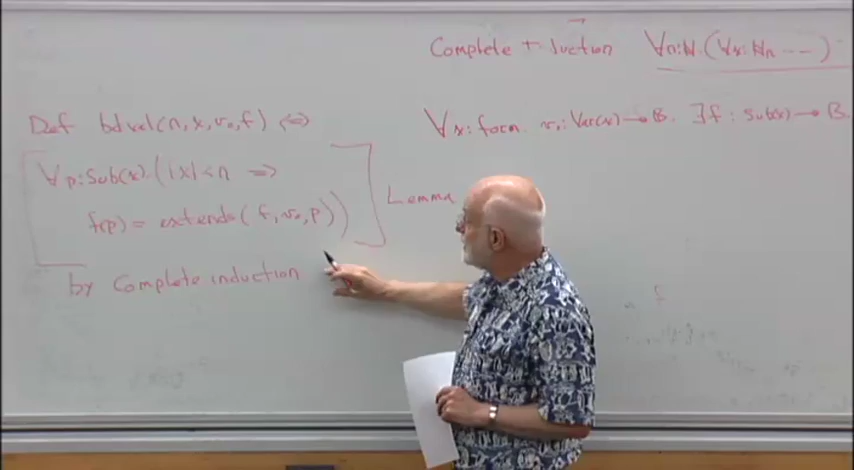 Complete induction ∀n:ℕ.(∀x:ℕn ---)
Def bdval(n,x,v₀,f) ⇔
∀x:form. v₀:Var(x)→𝔹. ∃f: Sub(x)→𝔹.
∀p:Sub(x).(|x|<n ⇒
f(p) = extends(f,v₀,p))
Lemma
by Complete induction